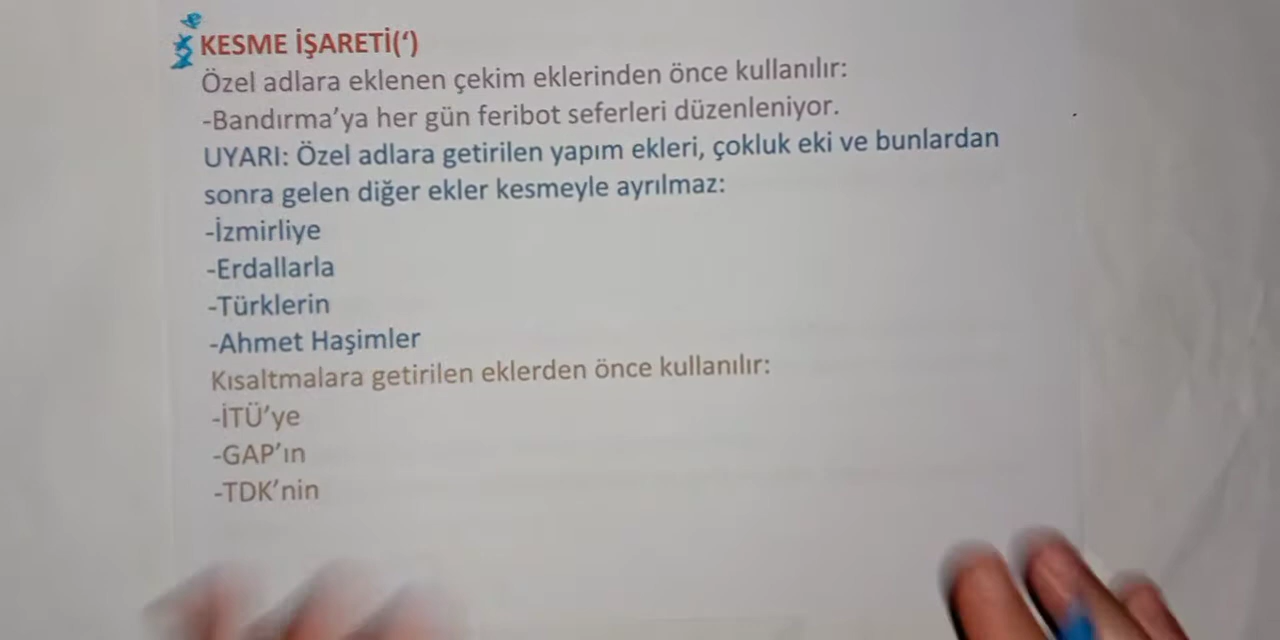 KESME İŞARETİ(‘)
Özel adlara eklenen çekim eklerinden önce kullanılır:
-Bandırma’ya her gün feribot seferleri düzenleniyor.
UYARI: Özel adlara getirilen yapım ekleri, çokluk eki ve bunlardan
sonra gelen diğer ekler kesmeyle ayrılmaz:
-İzmirliye
-Erdallarla
-Türklerin
-Ahmet Haşimler
Kısaltmalara getirilen eklerden önce kullanılır:
-İTÜ’ye
-GAP’ın
-TDK’nin